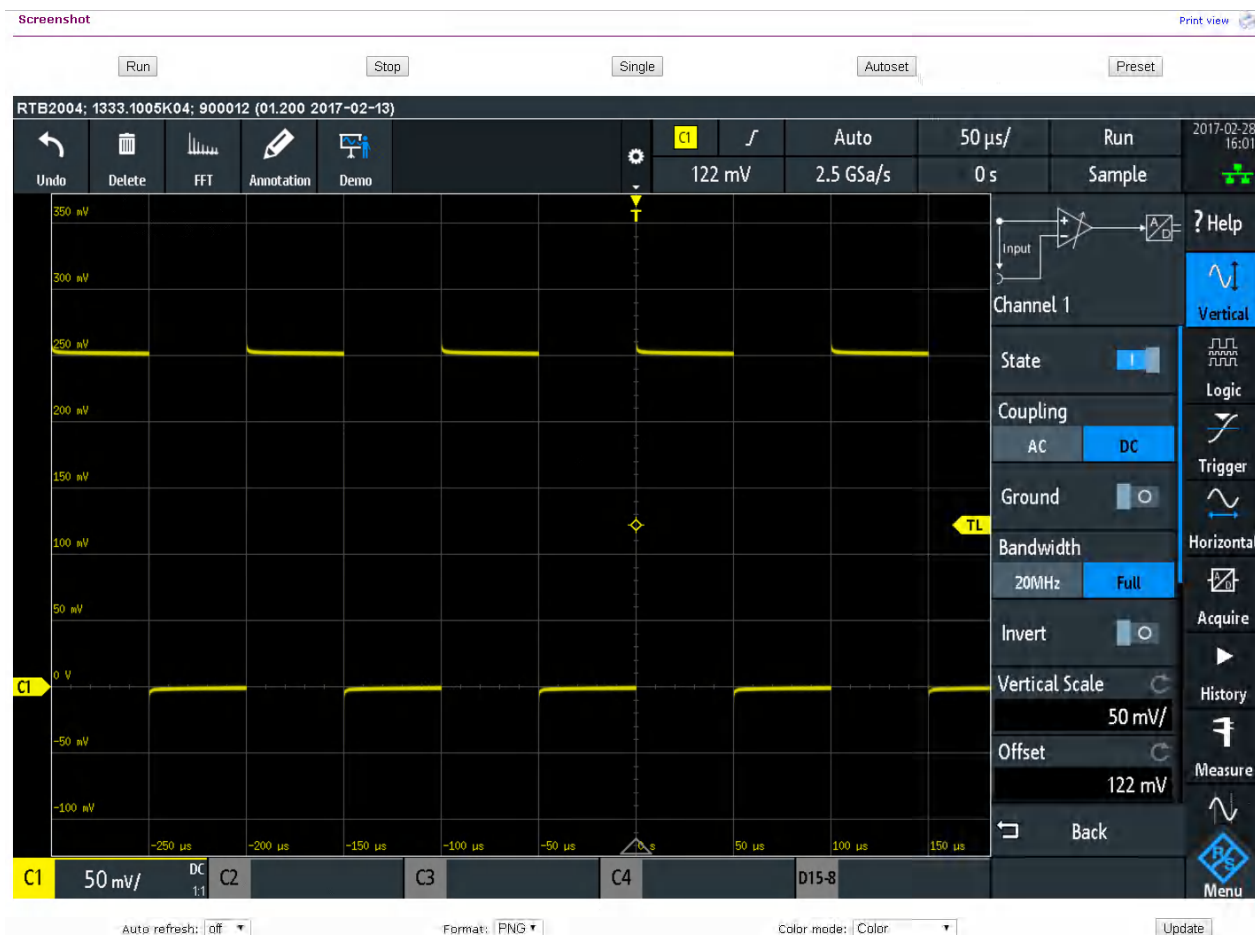 Screenshot
Print view
Run Stop Single Autoset Preset
RTB2004; 1333.1005K04; 900012 (01.200 2017-02-13)
Undo Delete FFT Annotation Demo
C1 Auto 50 µs/ Run
122 mV 2.5 GSa/s 0 s Sample
2017-02-28
16:01
350 mV
300 mV
250 mV
200 mV
150 mV
100 mV
50 mV
0 V
-50 mV
-100 mV
T
TL
C1
-250 µs -200 µs -150 µs -100 µs -50 µs 0 s 50 µs 100 µs 150 µs
Input
A/D
Channel 1
State
Coupling
AC DC
Ground
Bandwidth
20MHz Full
Invert
Vertical Scale
50 mV/
Offset
122 mV
Back
? Help
Vertical
Logic
Trigger
Horizontal
A/D
Acquire
History
Measure
R/S
Menu
C1 50 mV/ DC 1:1 C2 C3 C4 D15-8
Auto refresh: off Format: PNG Color mode: Color Update